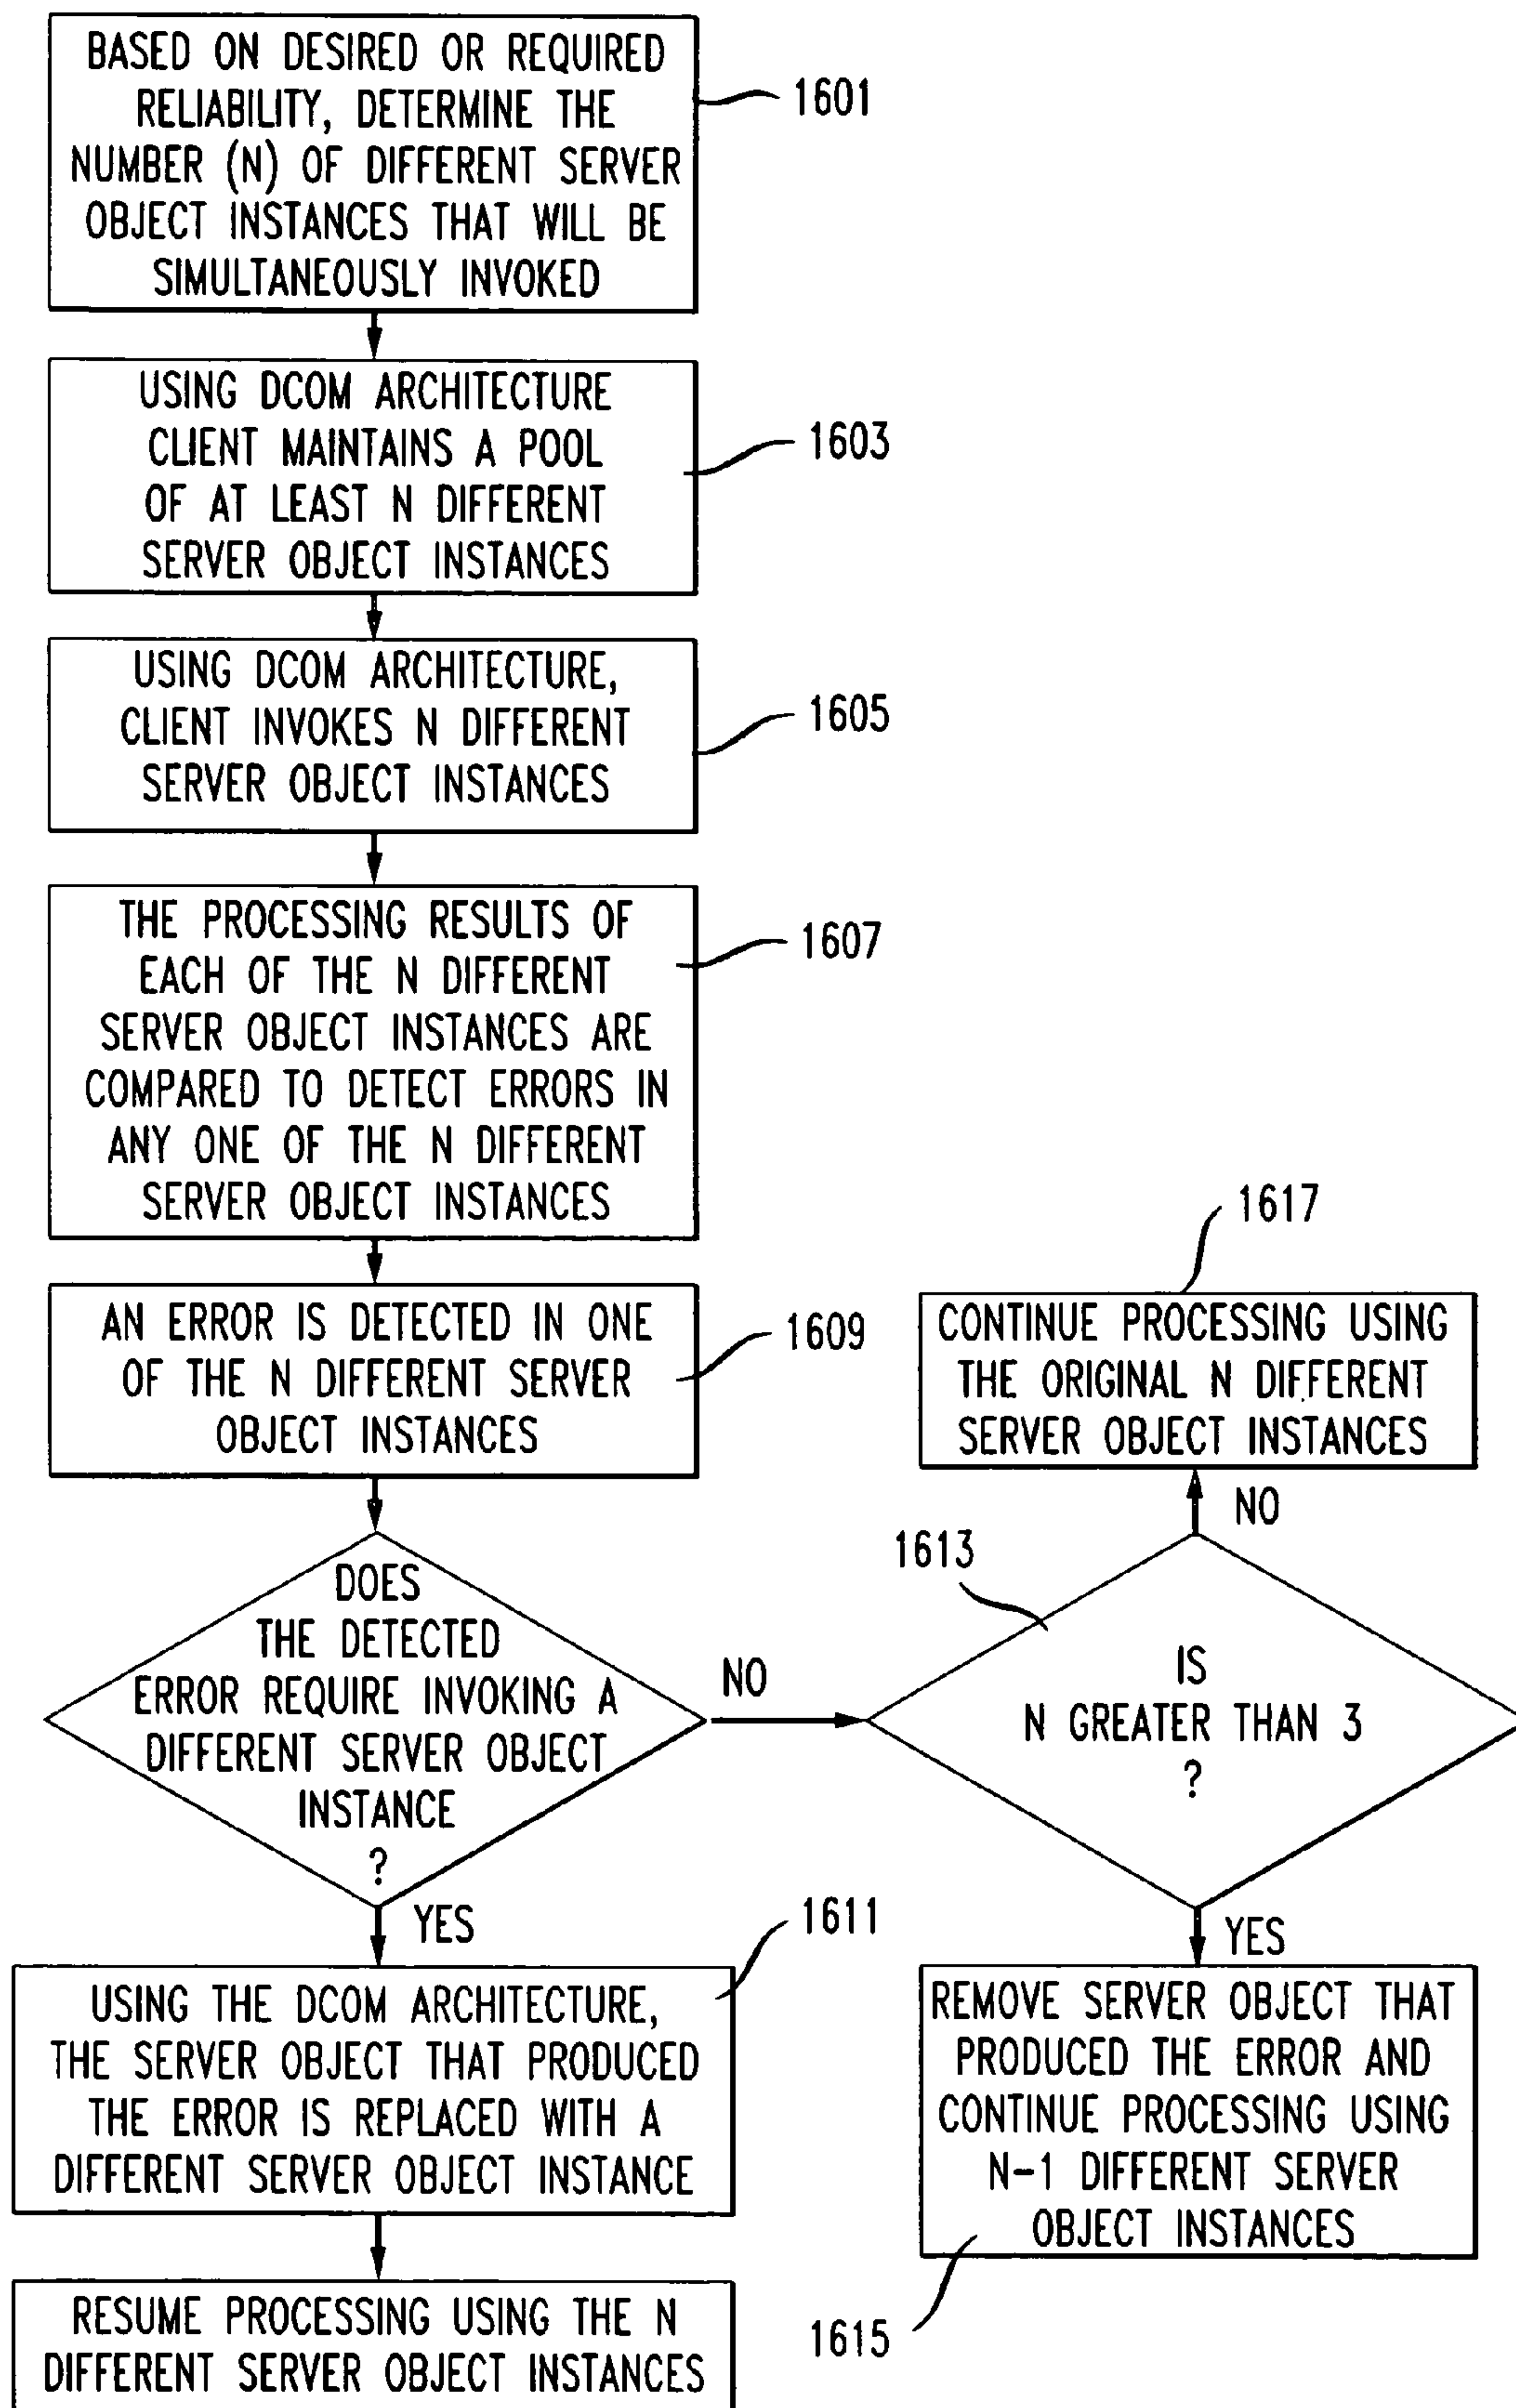 BASED ON DESIRED OR REQUIRED
RELIABILITY, DETERMINE THE
NUMBER (N) OF DIFFERENT SERVER
OBJECT INSTANCES THAT WILL BE
SIMULTANEOUSLY INVOKED
1601
USING DCOM ARCHITECTURE
CLIENT MAINTAINS A POOL
OF AT LEAST N DIFFERENT
SERVER OBJECT INSTANCES
1603
USING DCOM ARCHITECTURE,
CLIENT INVOKES N DIFFERENT
SERVER OBJECT INSTANCES
1605
THE PROCESSING RESULTS OF
EACH OF THE N DIFFERENT
SERVER OBJECT INSTANCES ARE
COMPARED TO DETECT ERRORS IN
ANY ONE OF THE N DIFFERENT
SERVER OBJECT INSTANCES
1607
AN ERROR IS DETECTED IN ONE
OF THE N DIFFERENT SERVER
OBJECT INSTANCES
1609
DOES
THE DETECTED
ERROR REQUIRE INVOKING A
DIFFERENT SERVER OBJECT
INSTANCE
?
NO
YES
1611
USING THE DCOM ARCHITECTURE,
THE SERVER OBJECT THAT PRODUCED
THE ERROR IS REPLACED WITH A
DIFFERENT SERVER OBJECT INSTANCE
RESUME PROCESSING USING THE N
DIFFERENT SERVER OBJECT INSTANCES
1617
CONTINUE PROCESSING USING
THE ORIGINAL N DIFFERENT
SERVER OBJECT INSTANCES
NO
1613
IS
N GREATER THAN 3
?
YES
REMOVE SERVER OBJECT THAT
PRODUCED THE ERROR AND
CONTINUE PROCESSING USING
N-1 DIFFERENT SERVER
OBJECT INSTANCES
1615